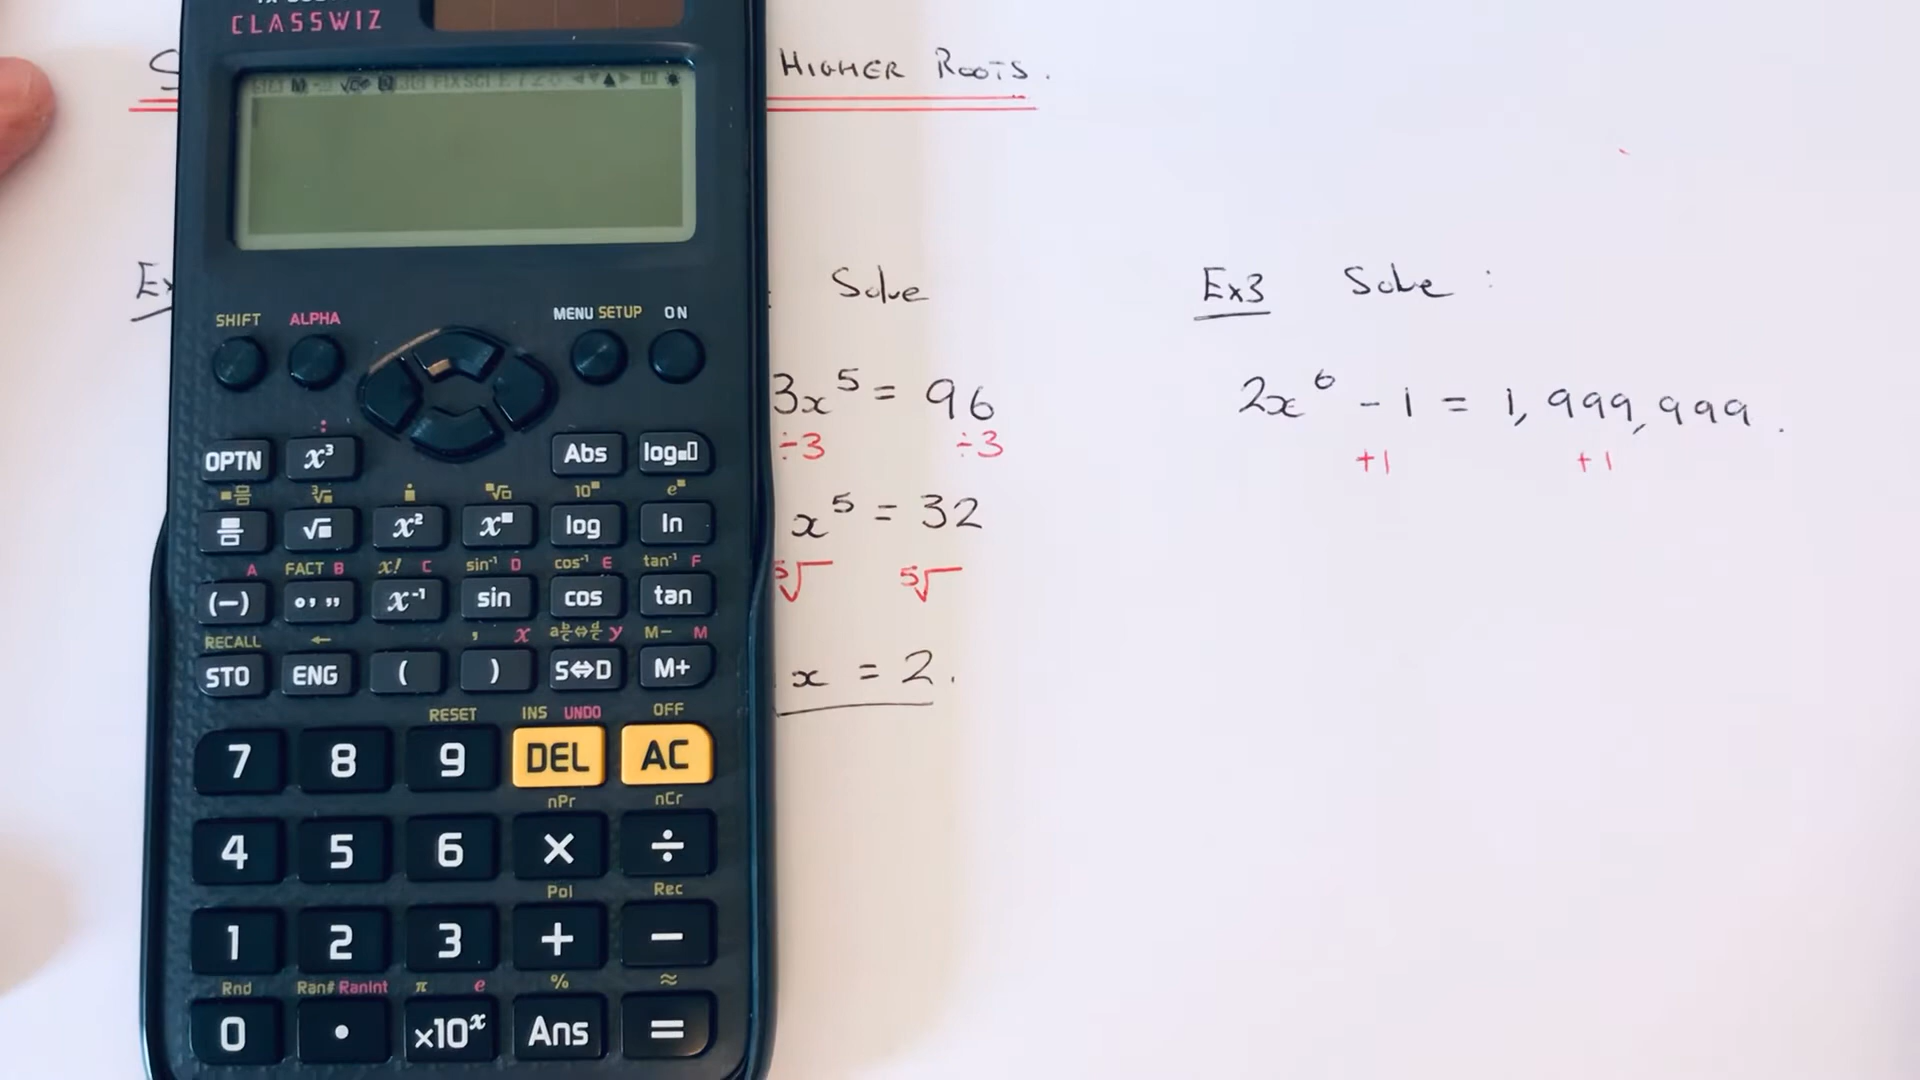 CLASSWIZ
HIGHER ROOTS.
Solve
3x⁵ = 96
÷3 ÷3
x⁵ = 32
⁵√ ⁵√
x = 2.
Ex3 Solve :
2x⁶ - 1 = 1,999,999.
+1 +1
SHIFT ALPHA MENU SETUP ON
:
OPTN x³ Abs log▪▯
▪▤ ³√▪ ▪ ▪√▯ 10▪ e▪
√▪ x² x▪ log ln
A FACT B x! C sin⁻¹ D cos⁻¹ E tan⁻¹ F
(−) ° ’ ” x⁻¹ sin cos tan
RECALL ← , x a b/c⇔d/c y M− M
STO ENG ( ) S⇔D M+
RESET INS UNDO OFF
7 8 9 DEL AC
nPr nCr
4 5 6 × ÷
Pol Rec
1 2 3 + −
Rnd Ran# RanInt π e % ≈
0 • ×10ˣ Ans =